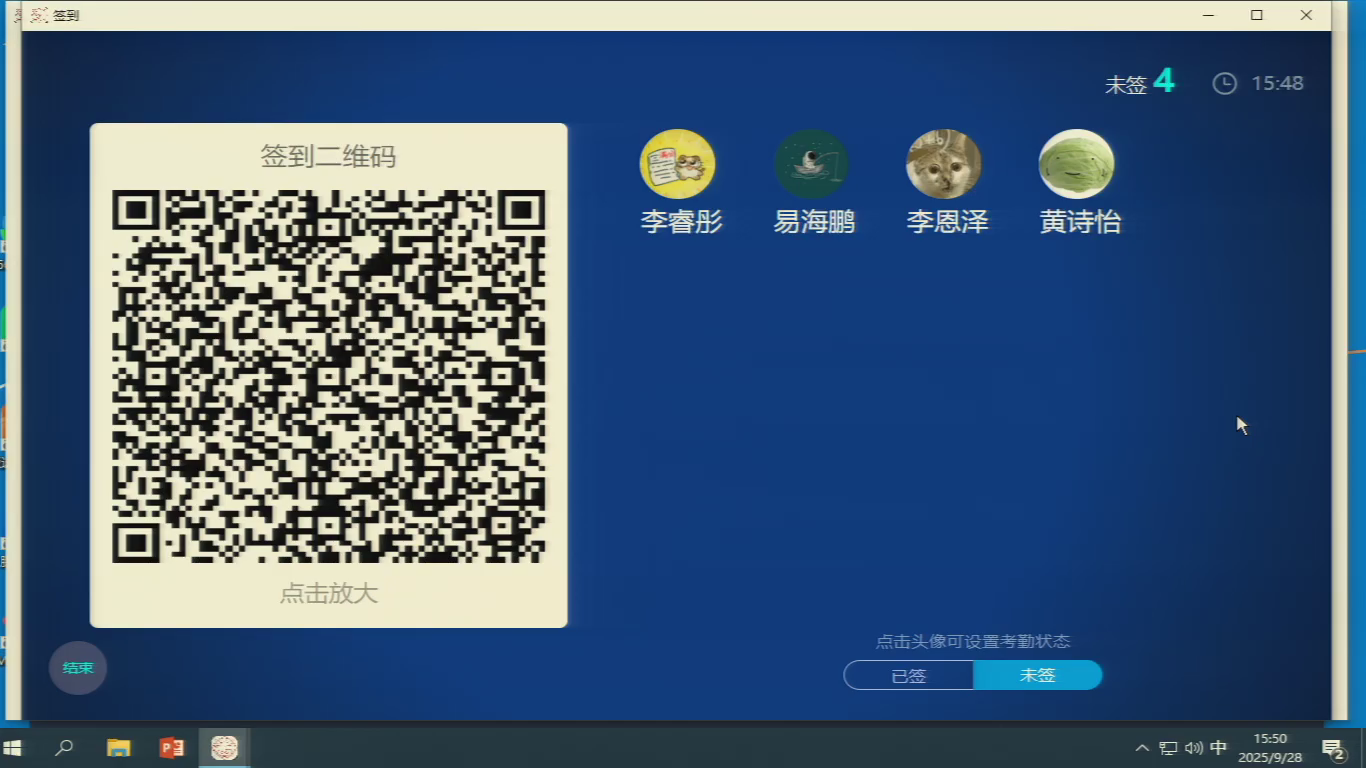 签到
未签 4 15:48
签到二维码
李睿彤 易海鹏 李恩泽 黄诗怡
点击放大
点击头像可设置考勤状态
已签 未签
结束
中
15:50
2025/9/28
2